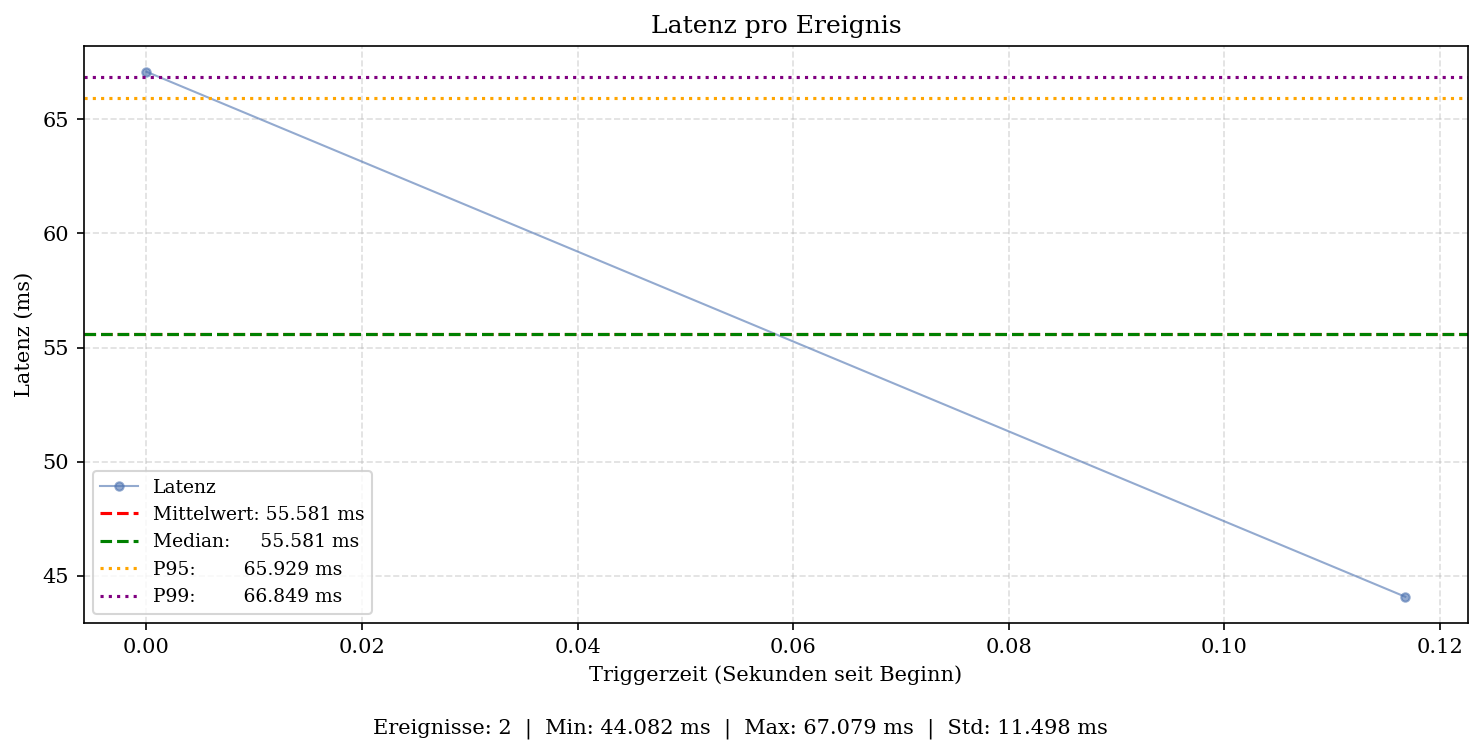 Latenz pro Ereignis
Latenz (ms)
65
60
55
50
45
Latenz
Mittelwert: 55.581 ms
Median: 55.581 ms
P95: 65.929 ms
P99: 66.849 ms
0.00 0.02 0.04 0.06 0.08 0.10 0.12
Triggerzeit (Sekunden seit Beginn)
Ereignisse: 2 | Min: 44.082 ms | Max: 67.079 ms | Std: 11.498 ms